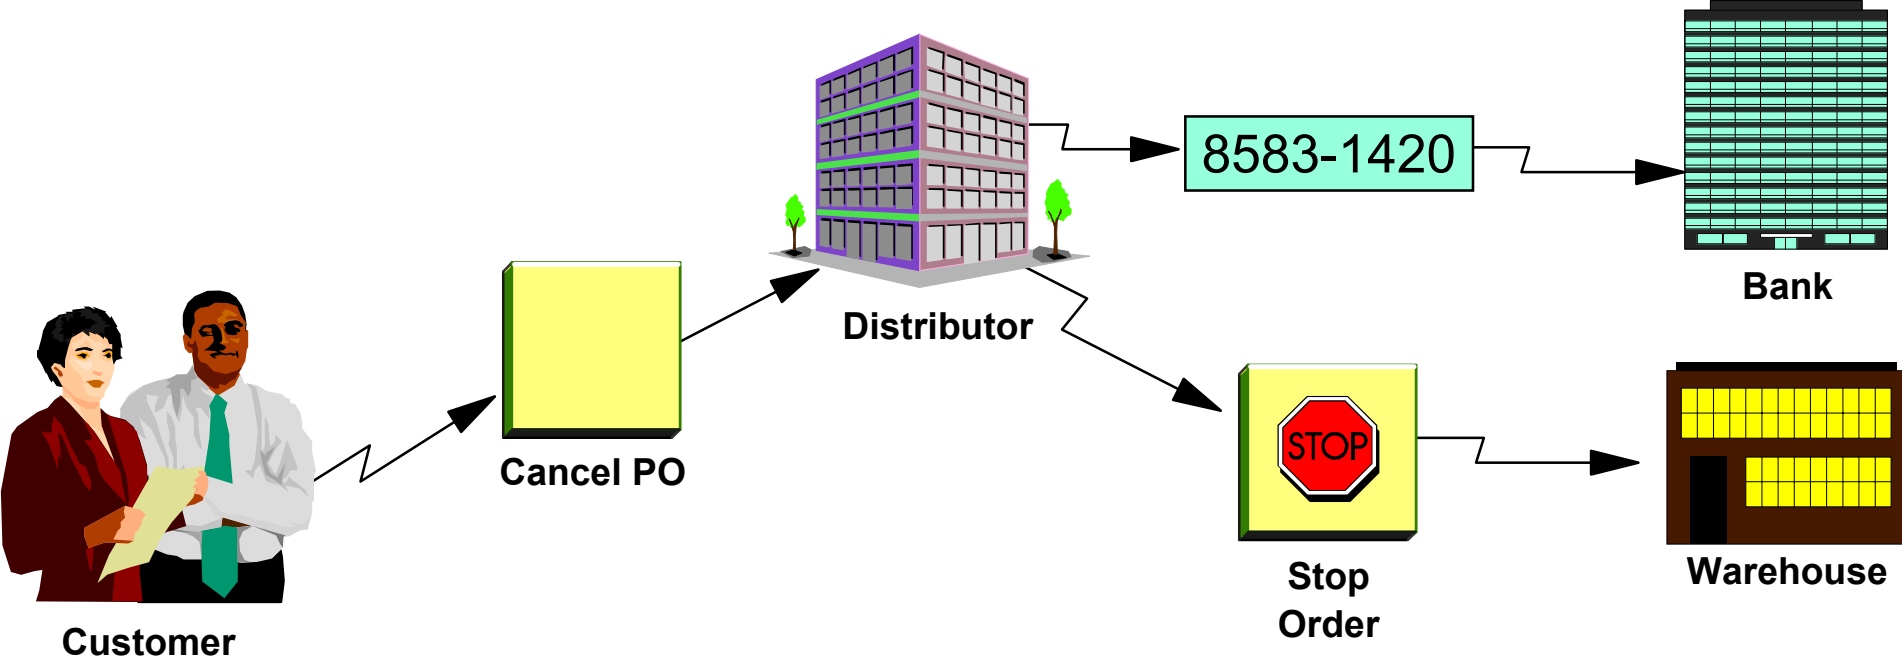 8583-1420
Bank
Distributor
Cancel PO
STOP
Stop
Order
Warehouse
Customer